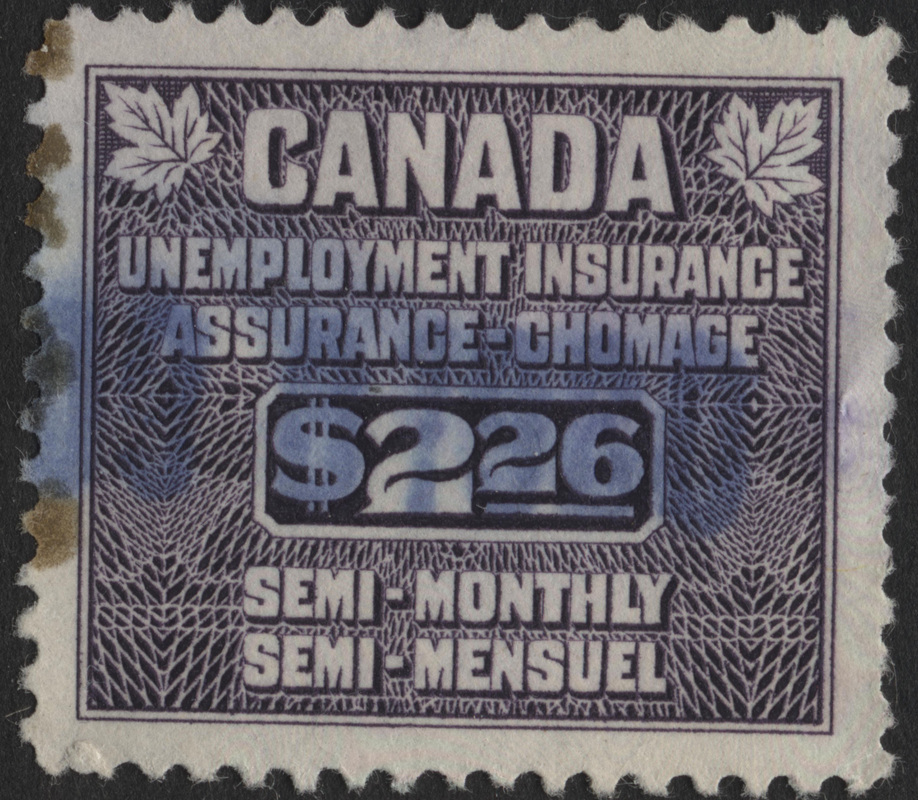 CANADA
UNEMPLOYMENT INSURANCE
ASSURANCE-CHOMAGE
$2 26
SEMI-MONTHLY
SEMI-MENSUEL